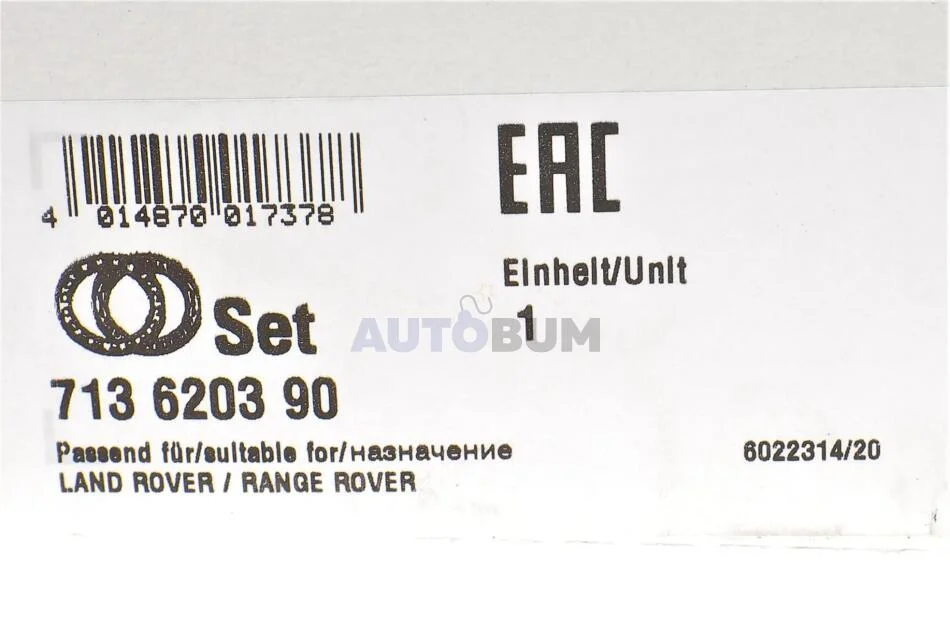 EAC
4 014870 017378
Einheit/Unit
1
Set
AUTOBUM
713 6203 90
Passend für/suitable for/назначение
6022314/20
LAND ROVER / RANGE ROVER